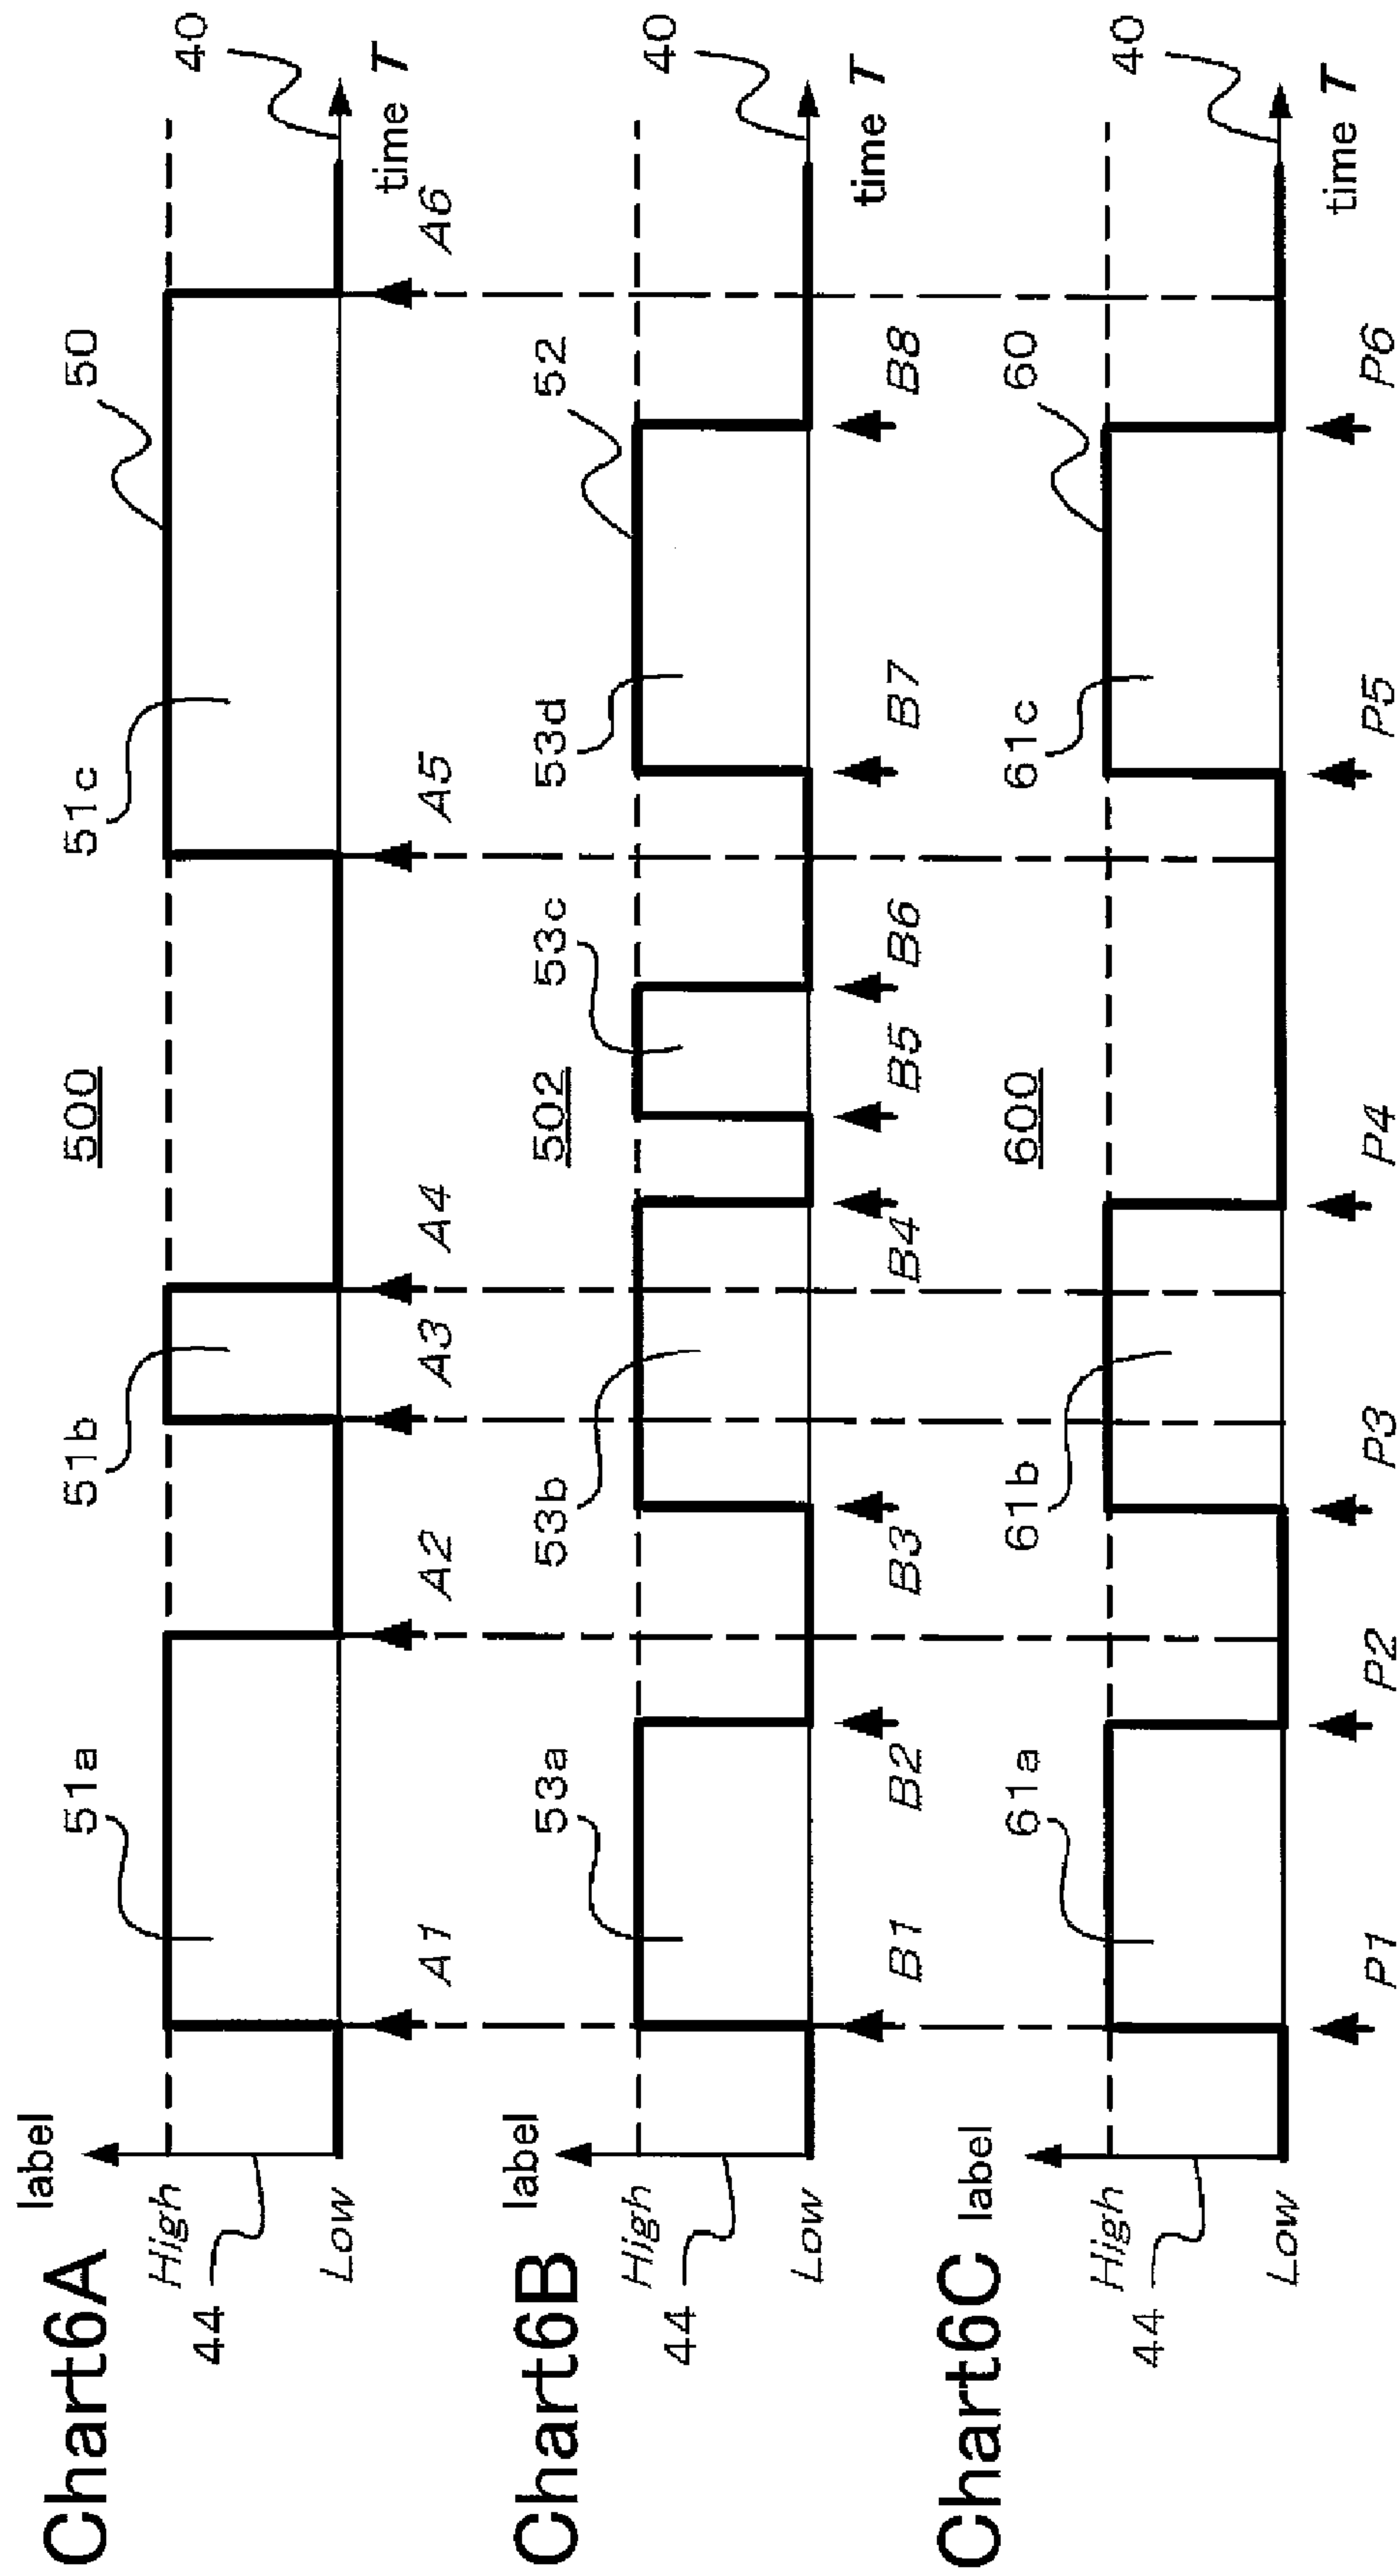 Chart6A
label
High
44
Low
51a
51b
500
51c
50
40
A1
A2
A3
A4
A5
A6
time T
Chart6B
label
High
44
Low
53a
53b
502
53c
53d
52
40
B1
B2
B3
B4
B5
B6
B7
B8
time T
Chart6C
label
High
44
Low
61a
61b
600
61c
60
40
P1
P2
P3
P4
P5
P6
time T